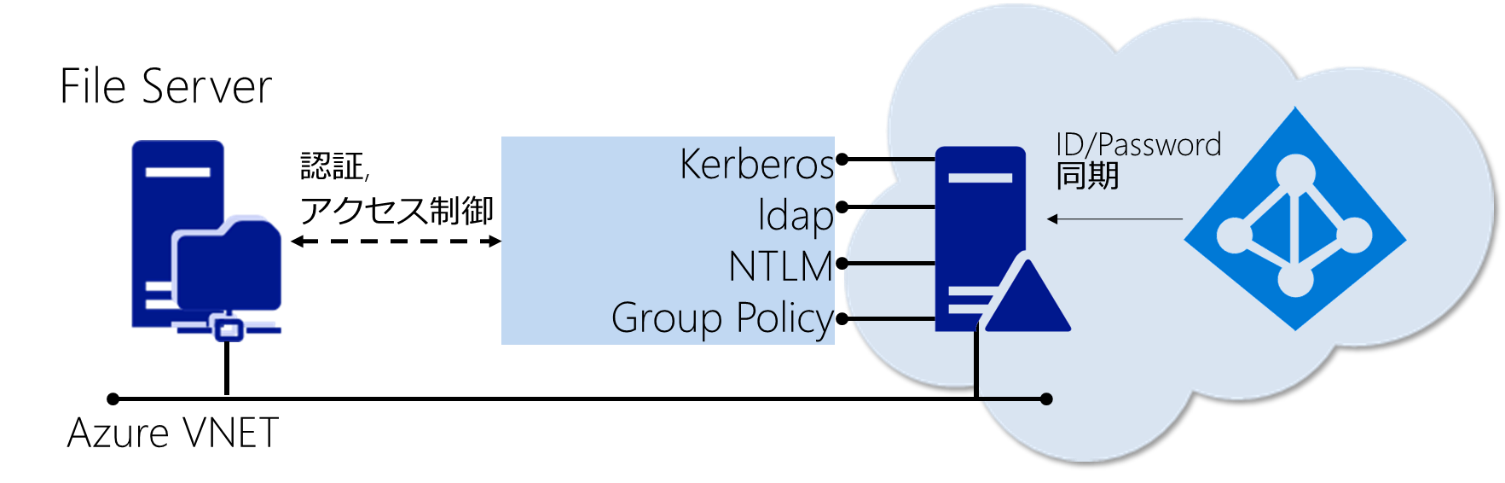 File Server
認証,
アクセス制御
Kerberos
ldap
NTLM
Group Policy
ID/Password
同期
Azure VNET